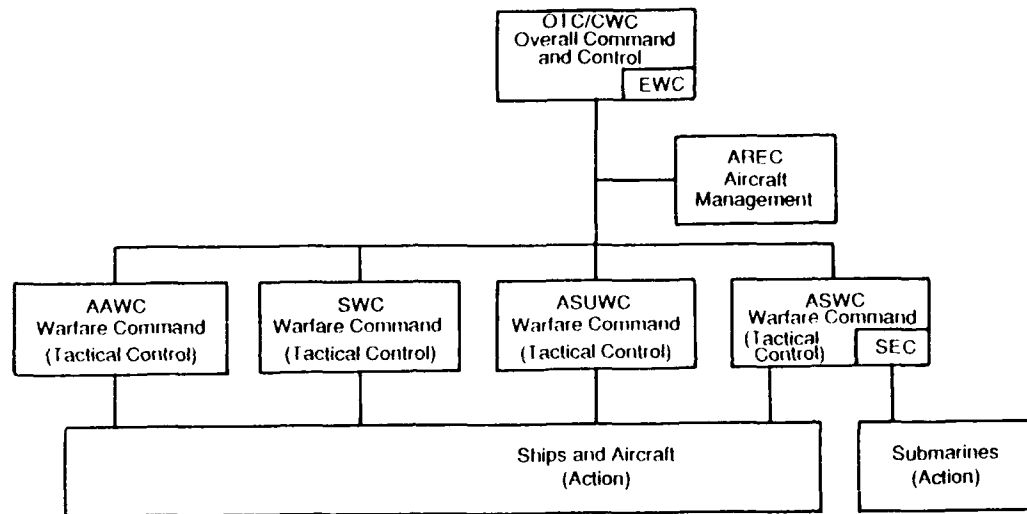 OTC/CWC
Overall Command
and Control
EWC
AREC
Aircraft
Management
AAWC
Warfare Command
(Tactical Control)
SWC
Warfare Command
(Tactical Control)
ASUWC
Warfare Command
(Tactical Control)
ASWC
Warfare Command
(Tactical
Control)
SEC
Ships and Aircraft
(Action)
Submarines
(Action)